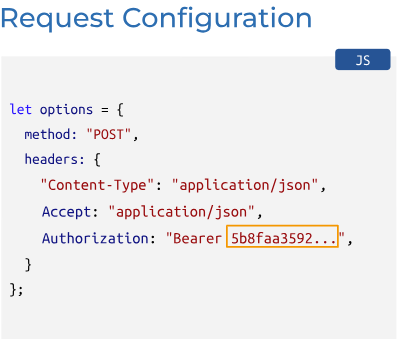 Request Configuration
JS
let options = {
method: "POST",
headers: {
"Content-Type": "application/json",
Accept: "application/json",
Authorization: "Bearer 5b8faa3592...",
}
};